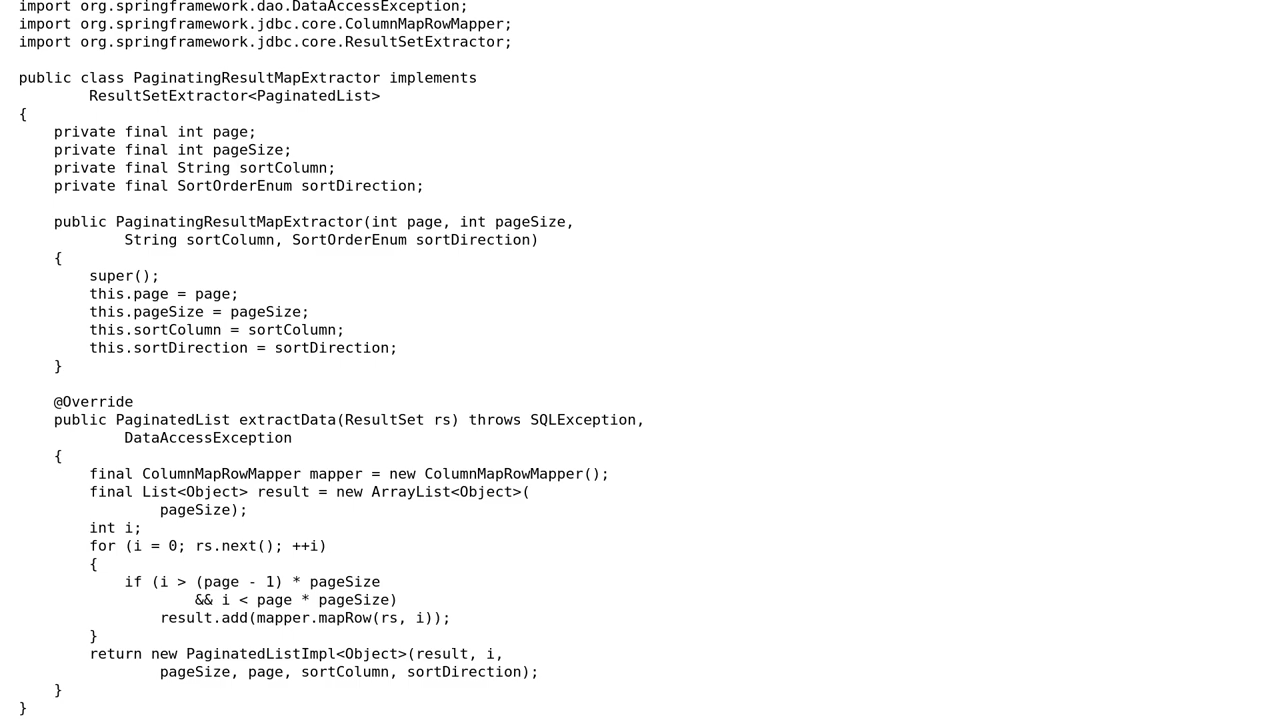 import org.springframework.dao.DataAccessException;
import org.springframework.jdbc.core.ColumnMapRowMapper;
import org.springframework.jdbc.core.ResultSetExtractor;

public class PaginatingResultMapExtractor implements
        ResultSetExtractor<PaginatedList>
{
    private final int page;
    private final int pageSize;
    private final String sortColumn;
    private final SortOrderEnum sortDirection;

    public PaginatingResultMapExtractor(int page, int pageSize,
            String sortColumn, SortOrderEnum sortDirection)
    {
        super();
        this.page = page;
        this.pageSize = pageSize;
        this.sortColumn = sortColumn;
        this.sortDirection = sortDirection;
    }

    @Override
    public PaginatedList extractData(ResultSet rs) throws SQLException,
            DataAccessException
    {
        final ColumnMapRowMapper mapper = new ColumnMapRowMapper();
        final List<Object> result = new ArrayList<Object>(
                pageSize);
        int i;
        for (i = 0; rs.next(); ++i)
        {
            if (i > (page - 1) * pageSize
                    && i < page * pageSize)
                result.add(mapper.mapRow(rs, i));
        }
        return new PaginatedListImpl<Object>(result, i,
                pageSize, page, sortColumn, sortDirection);
    }
}